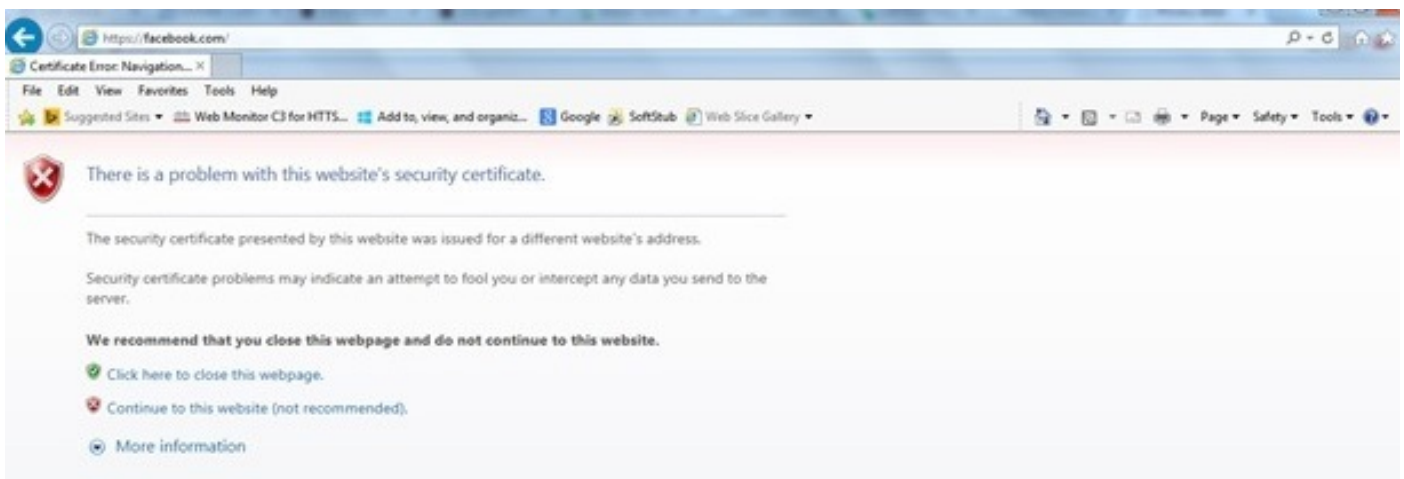 https://facebook.com/
Certificate Error: Navigation...
File Edit View Favorites Tools Help
Suggested Sites Web Monitor C3 for HTTS... Add to, view, and organiz... Google SoftStub Web Slice Gallery Page Safety Tools
There is a problem with this website's security certificate.
The security certificate presented by this website was issued for a different website's address.
Security certificate problems may indicate an attempt to fool you or intercept any data you send to the
server.
We recommend that you close this webpage and do not continue to this website.
Click here to close this webpage.
Continue to this website (not recommended).
More information